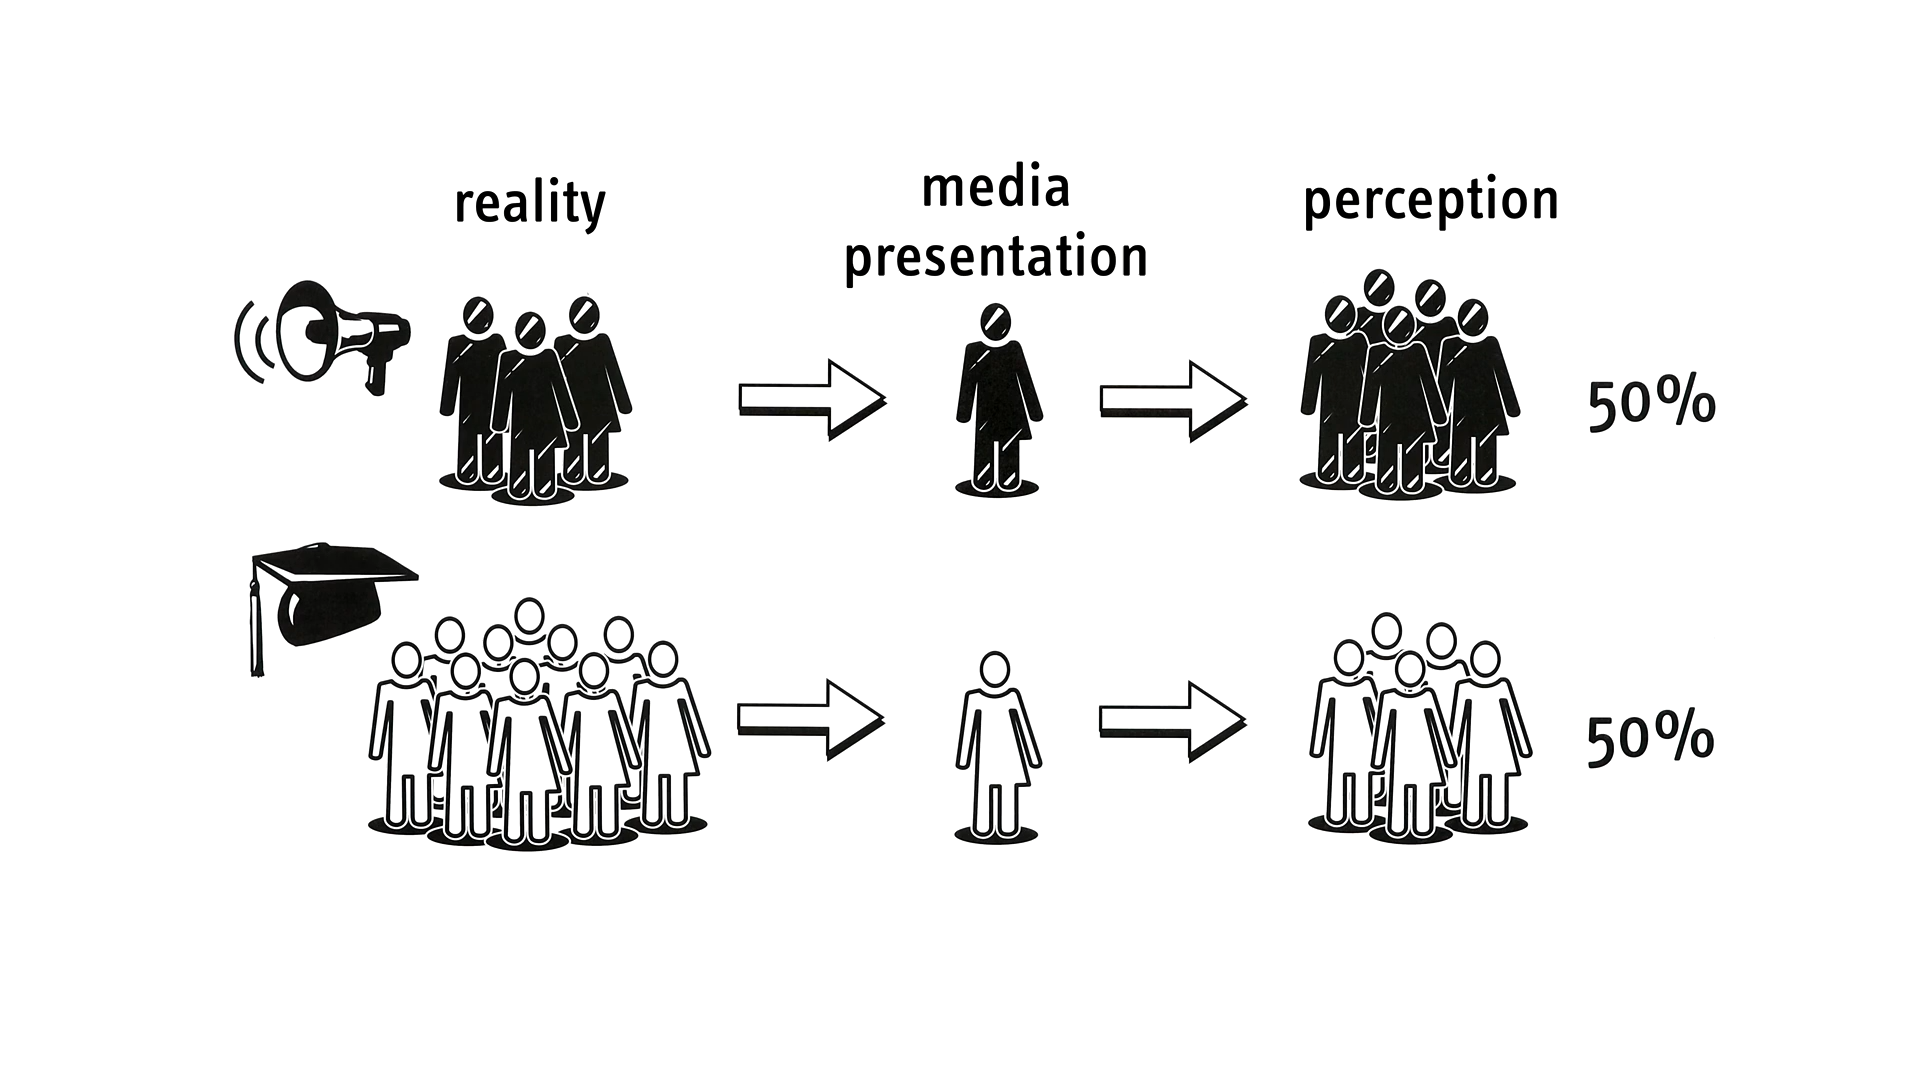 reality
media
presentation
perception
50%
50%